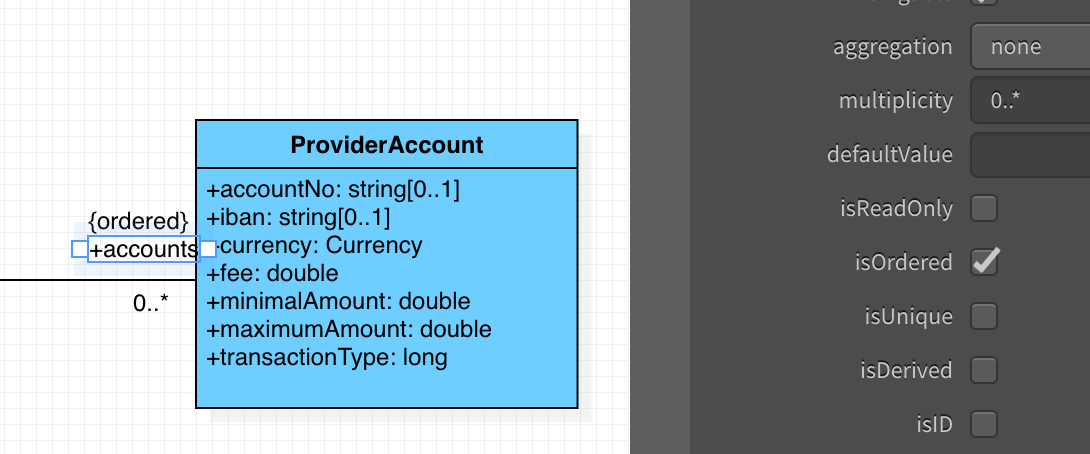 ProviderAccount
+accountNo: string[0..1]
+iban: string[0..1]
-currency: Currency
+fee: double
+minimalAmount: double
+maximumAmount: double
+transactionType: long
{ordered}
+accounts
0..*
aggregation none
multiplicity 0..*
defaultValue
isReadOnly
isOrdered
isUnique
isDerived
isID